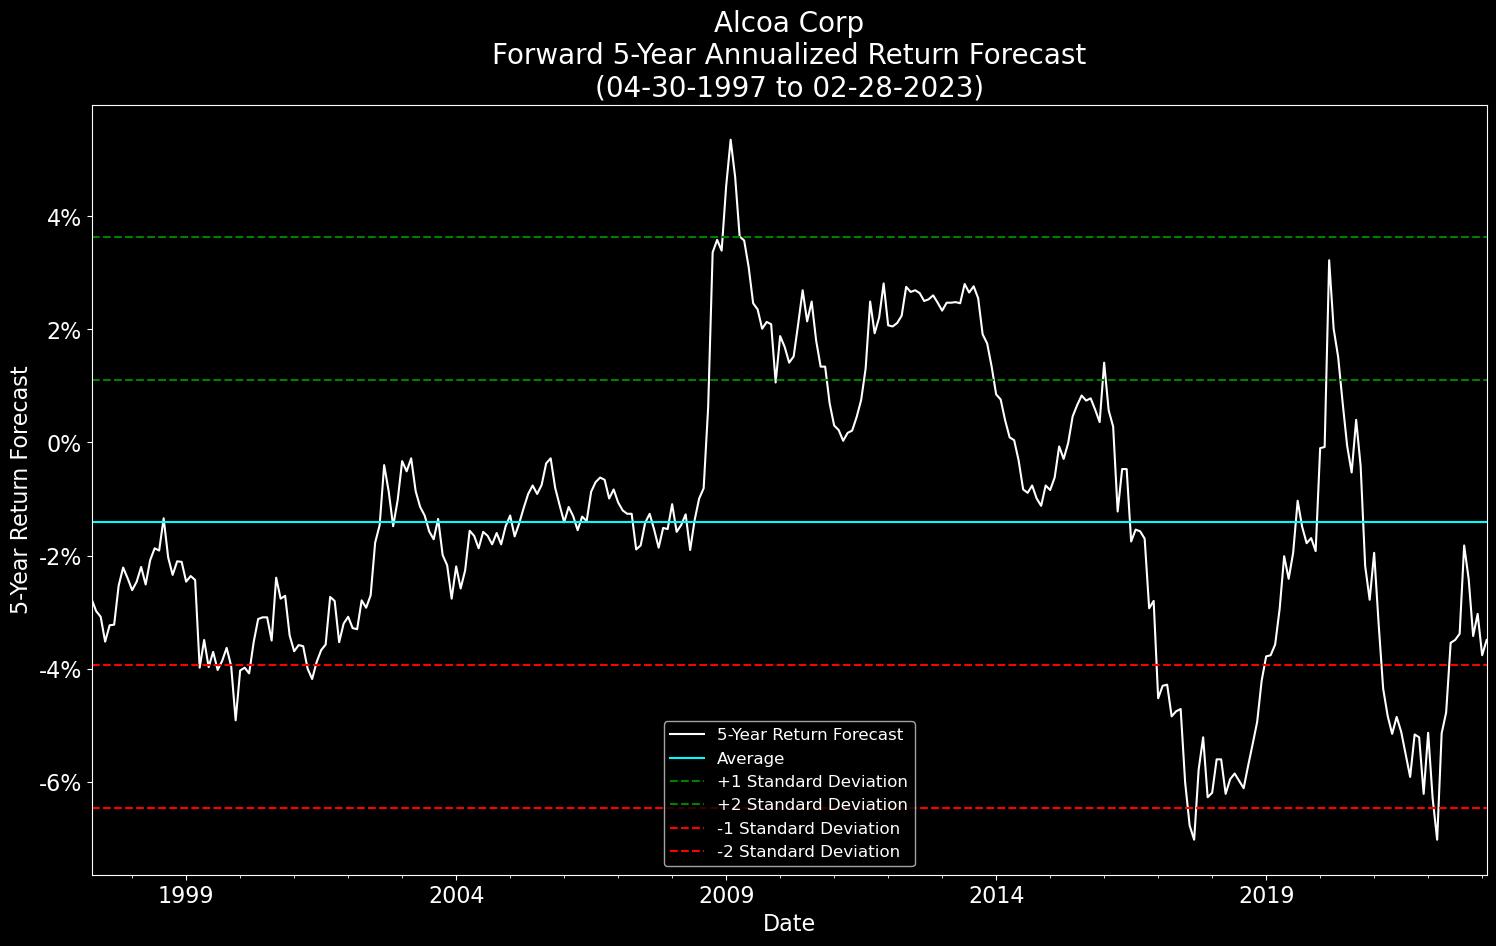 Alcoa Corp
Forward 5-Year Annualized Return Forecast
(04-30-1997 to 02-28-2023)
5-Year Return Forecast
4%
2%
0%
-2%
-4%
-6%
5-Year Return Forecast
Average
+1 Standard Deviation
+2 Standard Deviation
-1 Standard Deviation
-2 Standard Deviation
1999
2004
2009
2014
2019
Date